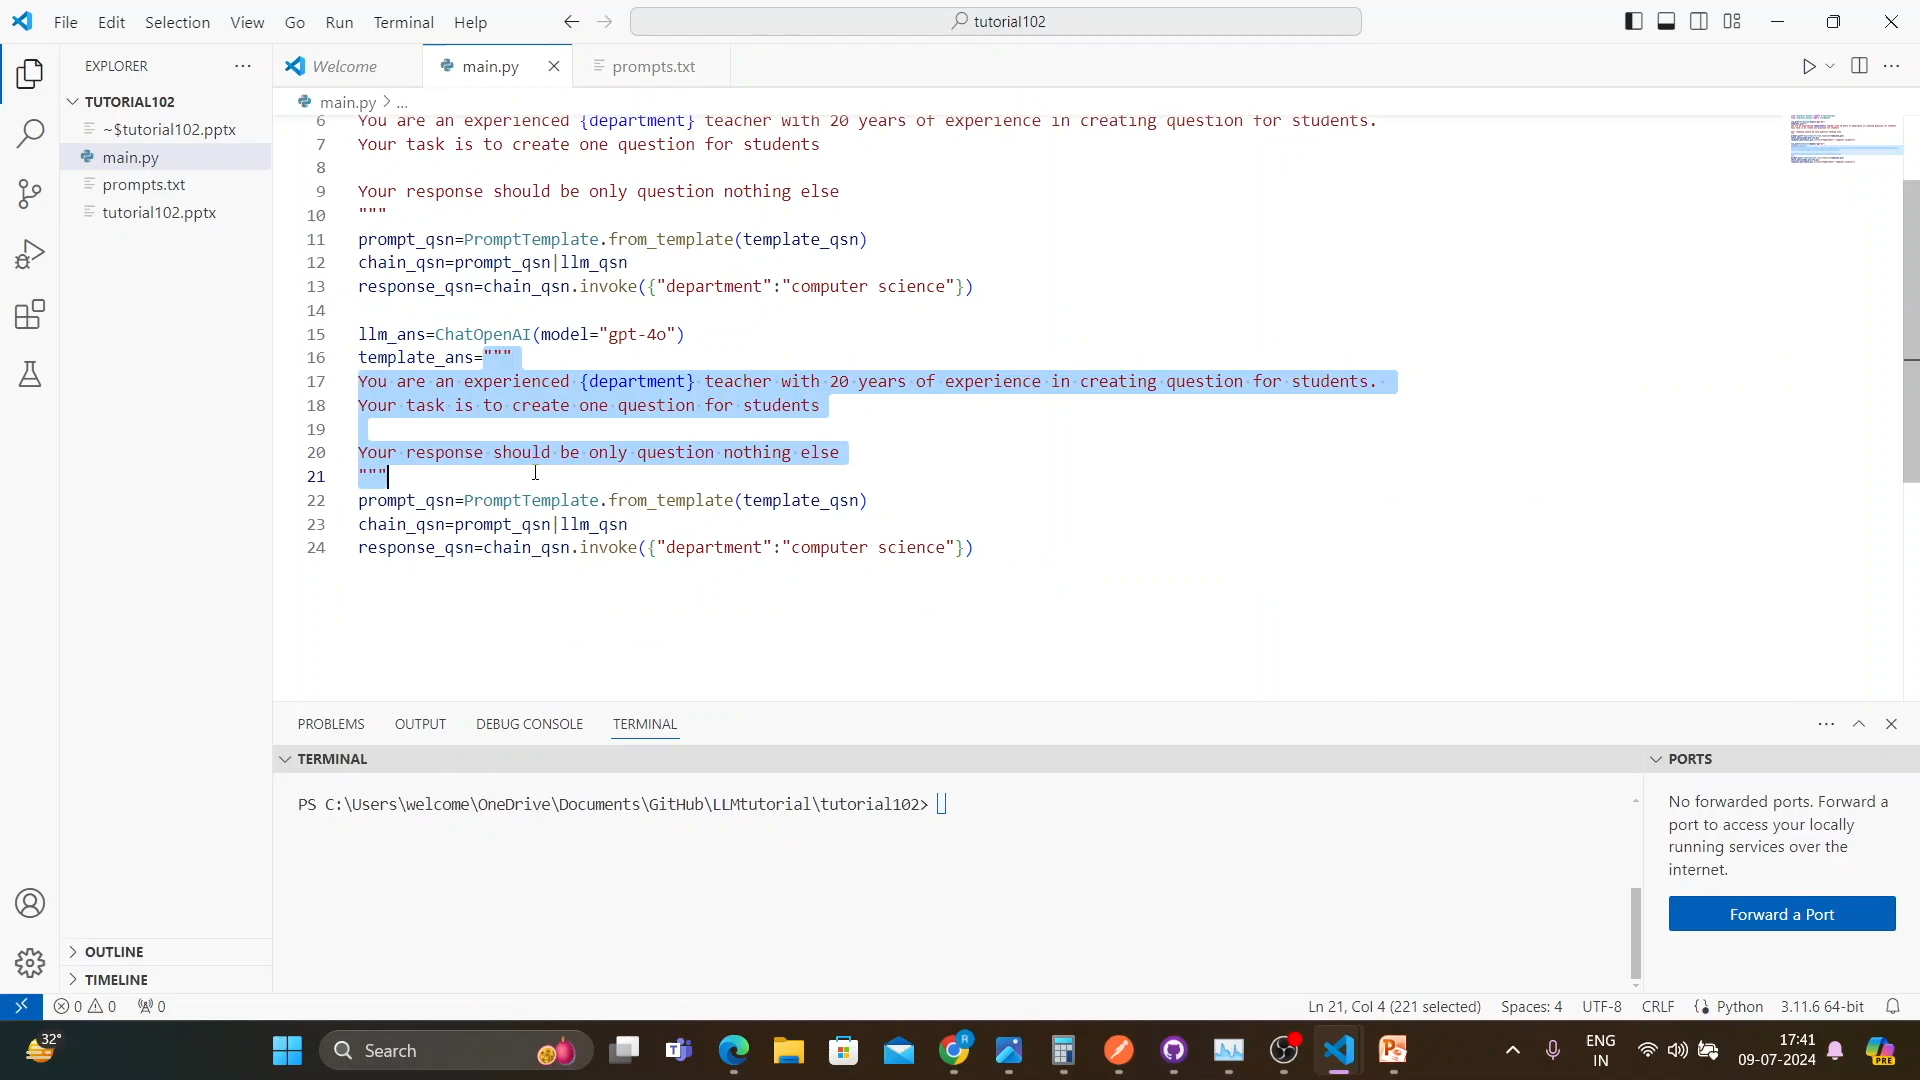 File Edit Selection View Go Run Terminal Help
tutorial102
EXPLORER
Welcome
main.py
prompts.txt
TUTORIAL102
~$tutorial102.pptx
main.py
prompts.txt
tutorial102.pptx
main.py > ...
6 You are an experienced {department} teacher with 20 years of experience in creating question for students.
7 Your task is to create one question for students
8
9 Your response should be only question nothing else
10 """
11 prompt_qsn=PromptTemplate.from_template(template_qsn)
12 chain_qsn=prompt_qsn|llm_qsn
13 response_qsn=chain_qsn.invoke({"department":"computer science"})
14
15 llm_ans=ChatOpenAI(model="gpt-4o")
16 template_ans="""
17 You are an experienced {department} teacher with 20 years of experience in creating question for students.
18 Your task is to create one question for students
19
20 Your response should be only question nothing else
21 """
22 prompt_qsn=PromptTemplate.from_template(template_qsn)
23 chain_qsn=prompt_qsn|llm_qsn
24 response_qsn=chain_qsn.invoke({"department":"computer science"})
PROBLEMS OUTPUT DEBUG CONSOLE TERMINAL
TERMINAL
PS C:\Users\welcome\OneDrive\Documents\GitHub\LLMtutorial\tutorial102>
PORTS
No forwarded ports. Forward a
port to access your locally
running services over the
internet.
Forward a Port
OUTLINE
TIMELINE
0 0 0
Ln 21, Col 4 (221 selected) Spaces: 4 UTF-8 CRLF Python 3.11.6 64-bit
32°
Search
R
ENG
IN
17:41
09-07-2024
PRE